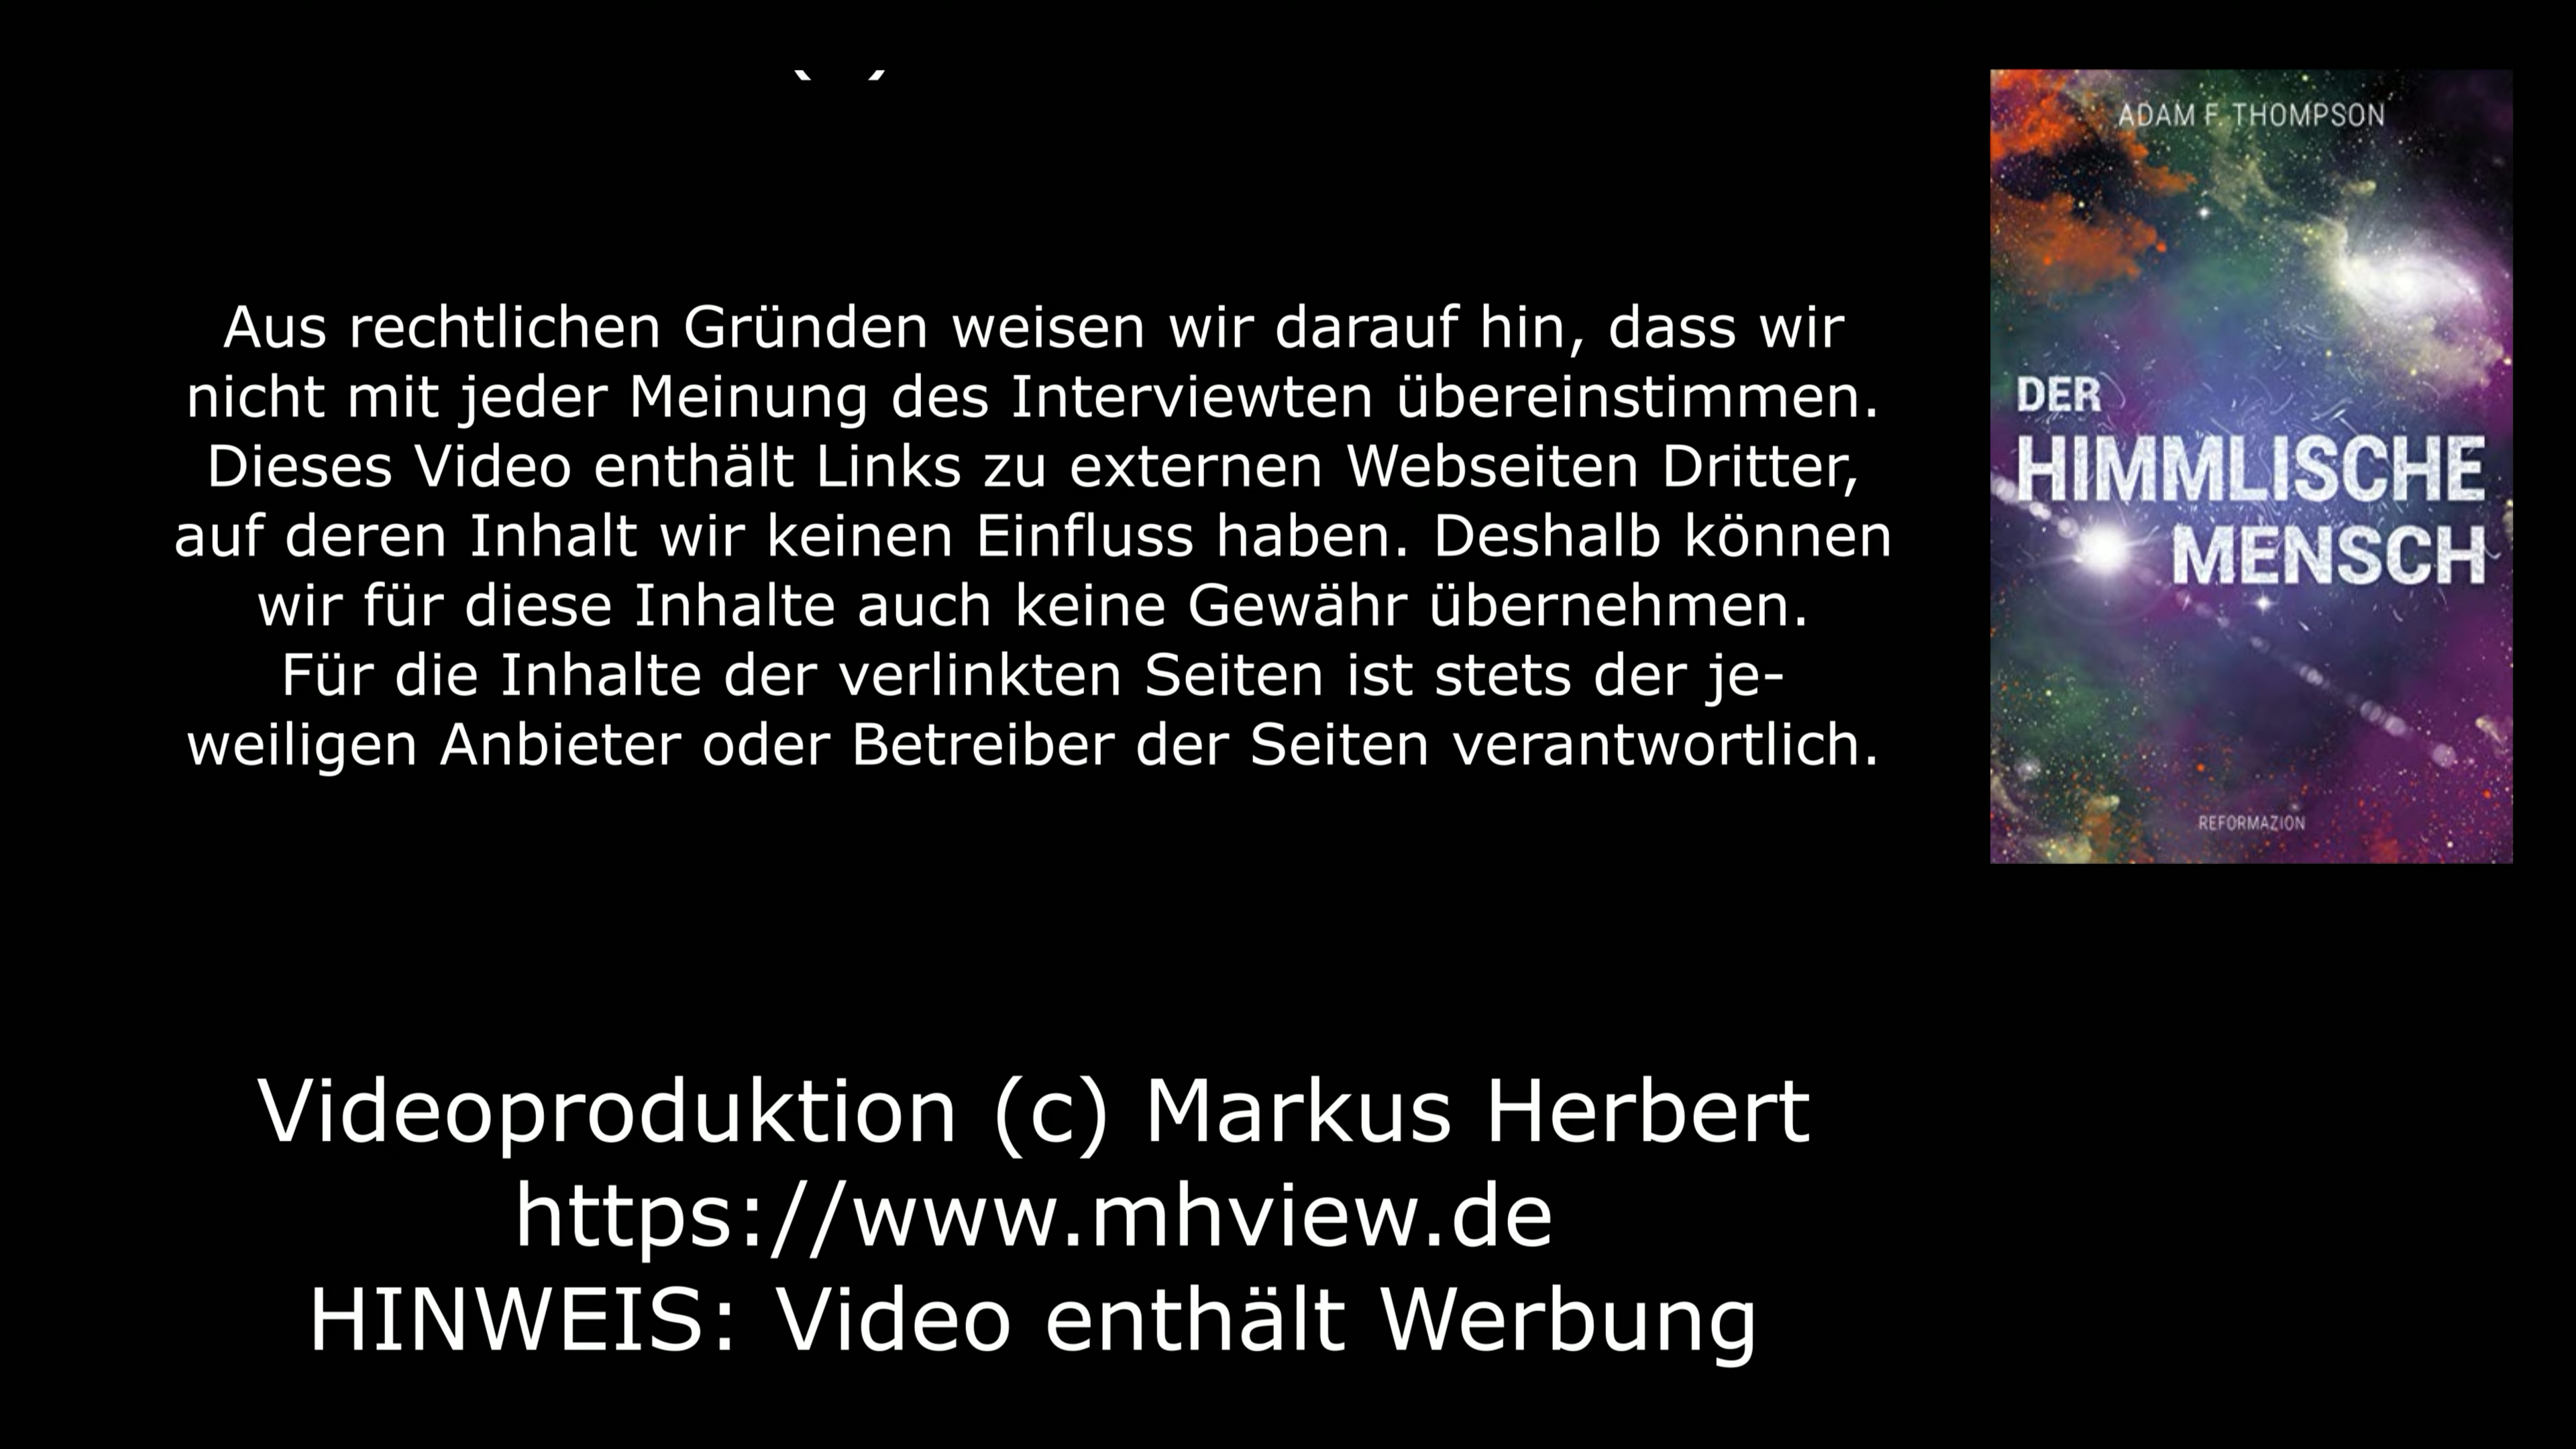 Aus rechtlichen Gründen weisen wir darauf hin, dass wir
nicht mit jeder Meinung des Interviewten übereinstimmen.
Dieses Video enthält Links zu externen Webseiten Dritter,
auf deren Inhalt wir keinen Einfluss haben. Deshalb können
wir für diese Inhalte auch keine Gewähr übernehmen.
Für die Inhalte der verlinkten Seiten ist stets der je-
weiligen Anbieter oder Betreiber der Seiten verantwortlich.
Videoproduktion (c) Markus Herbert
https://www.mhview.de
HINWEIS: Video enthält Werbung
ADAM F. THOMPSON
DER
HIMMLISCHE
MENSCH
REFORMAZION